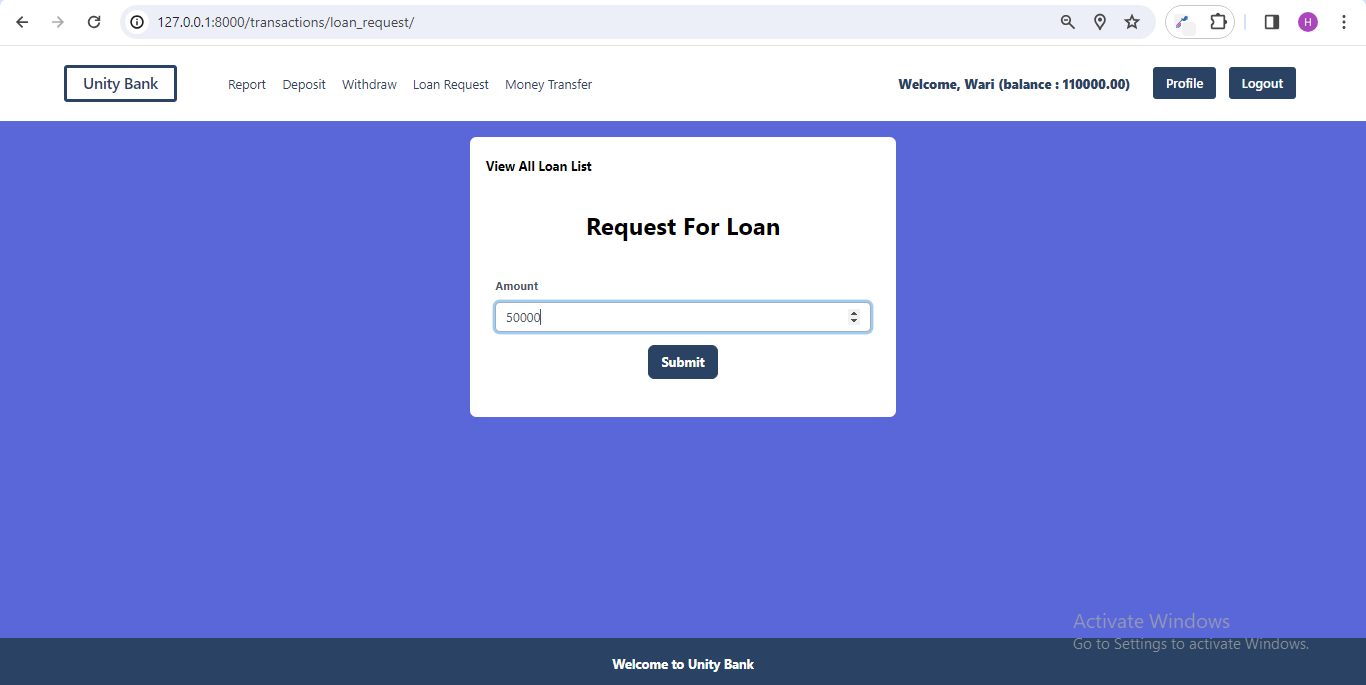 127.0.0.1:8000/transactions/loan_request/
H
Unity Bank
Report Deposit Withdraw Loan Request Money Transfer
Welcome, Wari (balance : 110000.00)
Profile
Logout
View All Loan List
Request For Loan
Amount
50000
Submit
Activate Windows
Go to Settings to activate Windows.
Welcome to Unity Bank